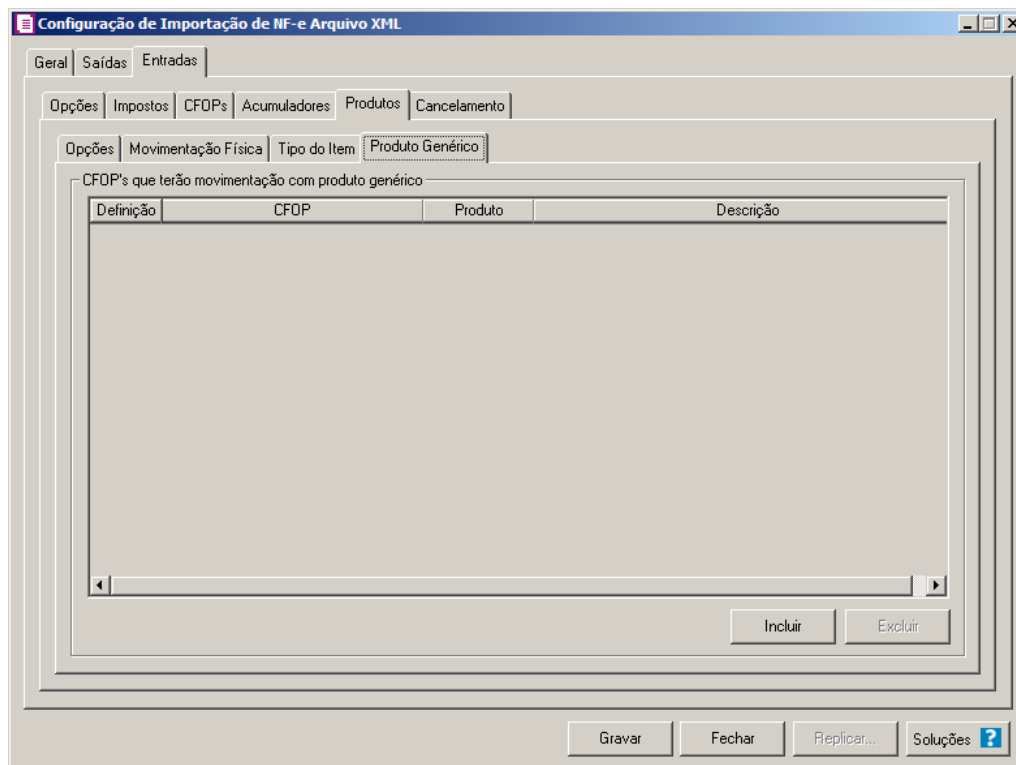 Configuração de Importação de NF-e Arquivo XML
Geral Saídas Entradas
Opções Impostos CFOPs Acumuladores Produtos Cancelamento
Opções Movimentação Física Tipo do Item Produto Genérico
CFOP's que terão movimentação com produto genérico
Definição CFOP Produto Descrição
Incluir Excluir
Gravar Fechar Replicar... Soluções ?